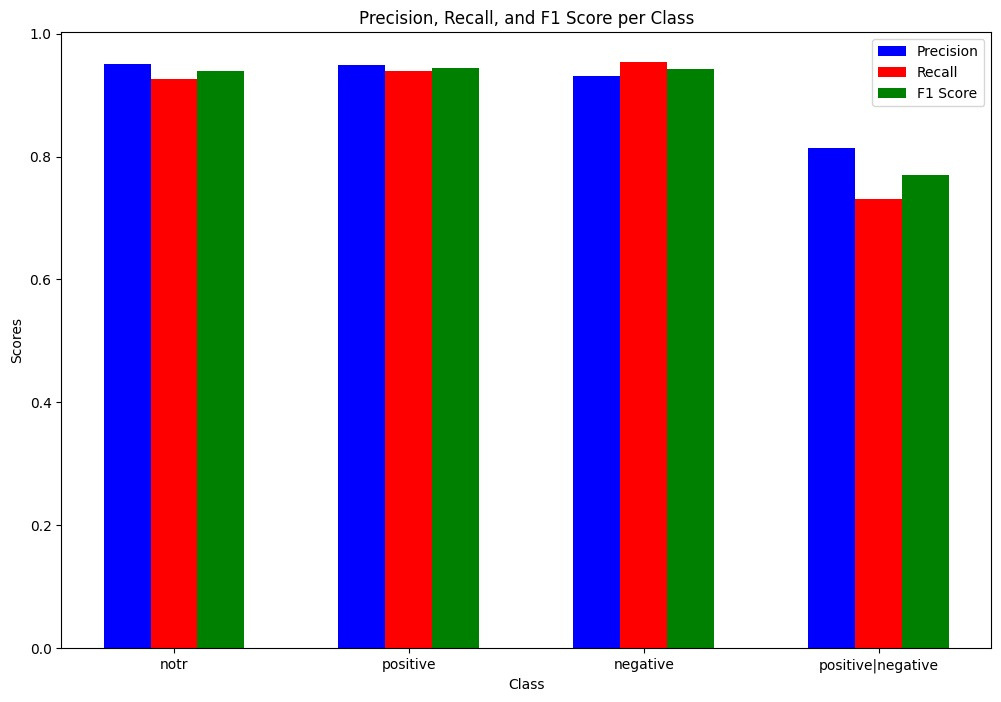 Precision, Recall, and F1 Score per Class
1.0
0.8
0.6
0.4
0.2
0.0
Scores
Precision
Recall
F1 Score
notr
positive
negative
positive|negative
Class